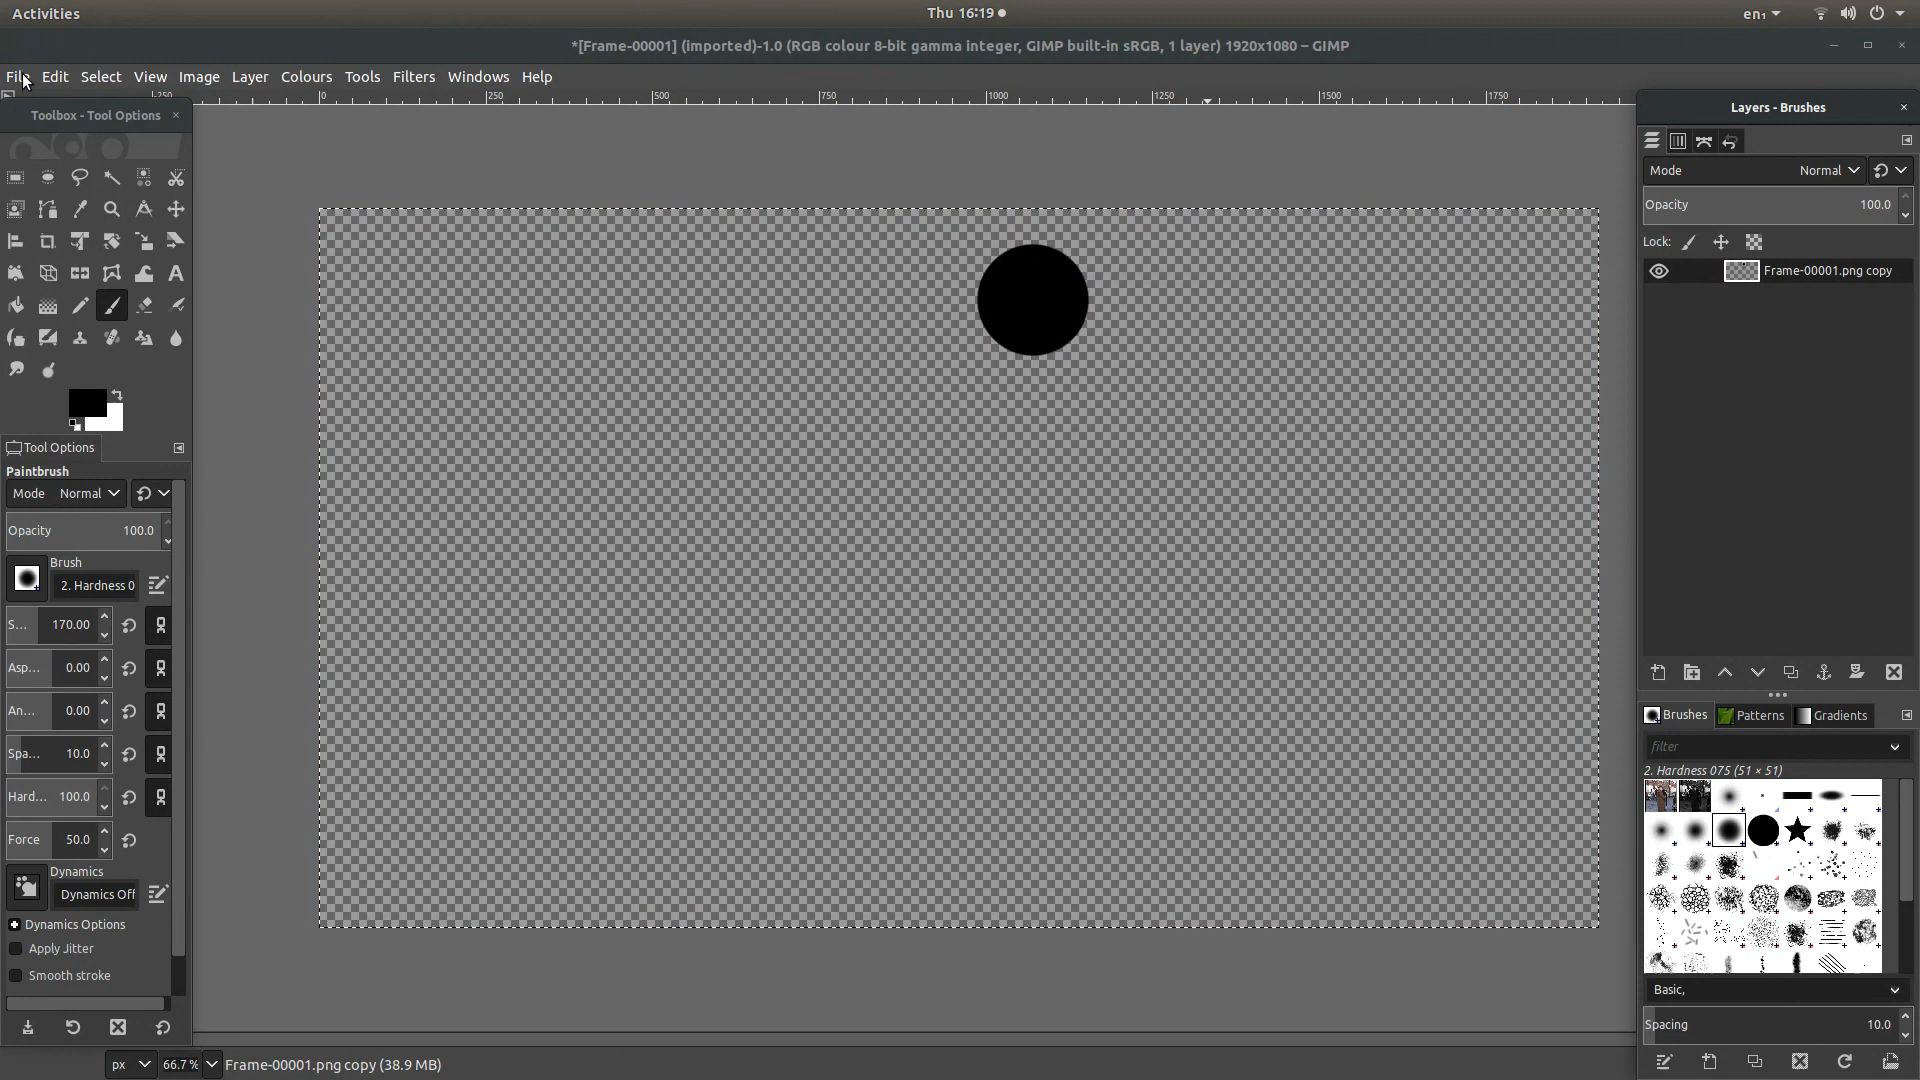 Activities
Thu 16:19
en₁
*[Frame-00001] (imported)-1.0 (RGB colour 8-bit gamma integer, GIMP built-in sRGB, 1 layer) 1920x1080 – GIMP
File Edit Select View Image Layer Colours Tools Filters Windows Help
-250 0 250 500 750 1000 1250 1500 1750
Toolbox - Tool Options
Tool Options
Paintbrush
Mode Normal
Opacity 100.0
Brush
2. Hardness 0
S... 170.00
Asp... 0.00
An... 0.00
Spa... 10.0
Hard... 100.0
Force 50.0
Dynamics
Dynamics Off
Dynamics Options
Apply Jitter
Smooth stroke
px 66.7 % Frame-00001.png copy (38.9 MB)
Layers - Brushes
Mode Normal
Opacity 100.0
Lock:
Frame-00001.png copy
Brushes Patterns Gradients
filter
2. Hardness 075 (51 × 51)
Basic,
Spacing 10.0